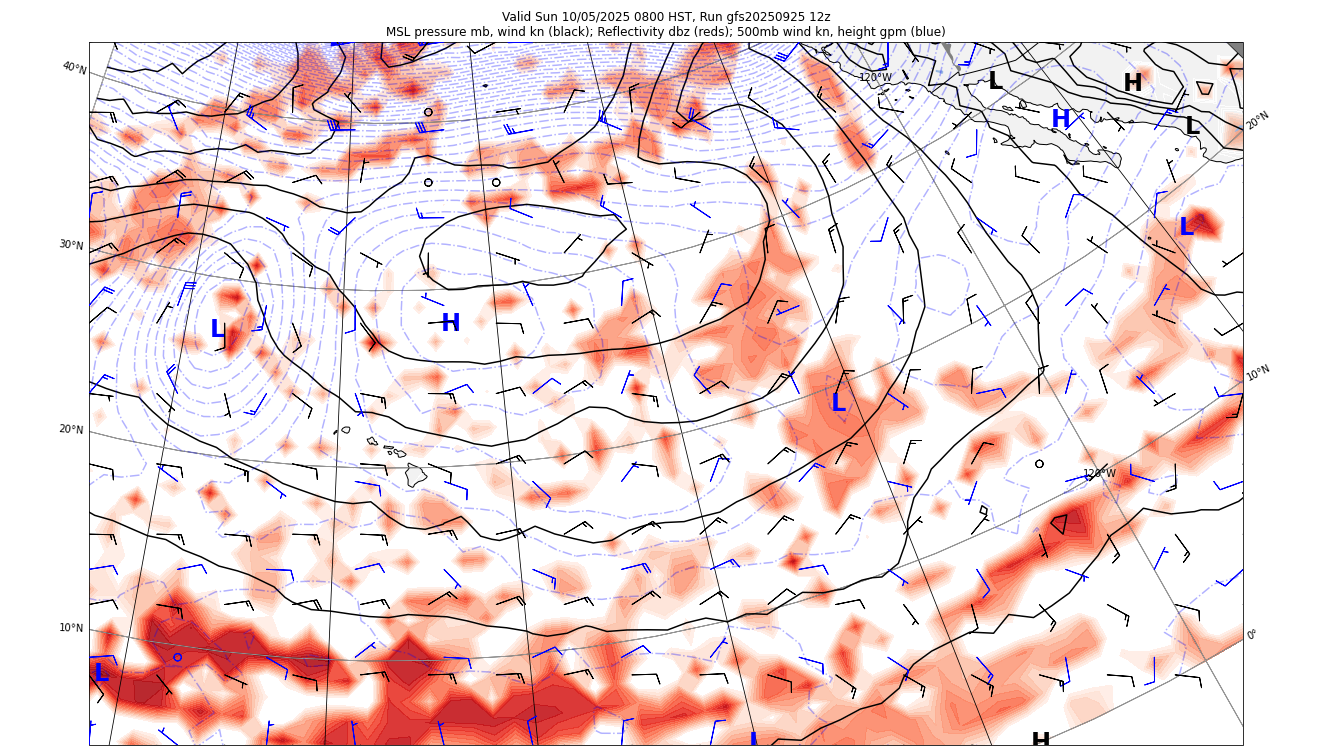 Valid Sun 10/05/2025 0800 HST, Run gfs20250925 12z
MSL pressure mb, wind kn (black); Reflectivity dbz (reds); 500mb wind kn, height gpm (blue)
40°N
120°W
L
H
H
L
20°N
30°N
L
L
H
10°N
L
20°N
120°W
10°N
0°
L
L
H